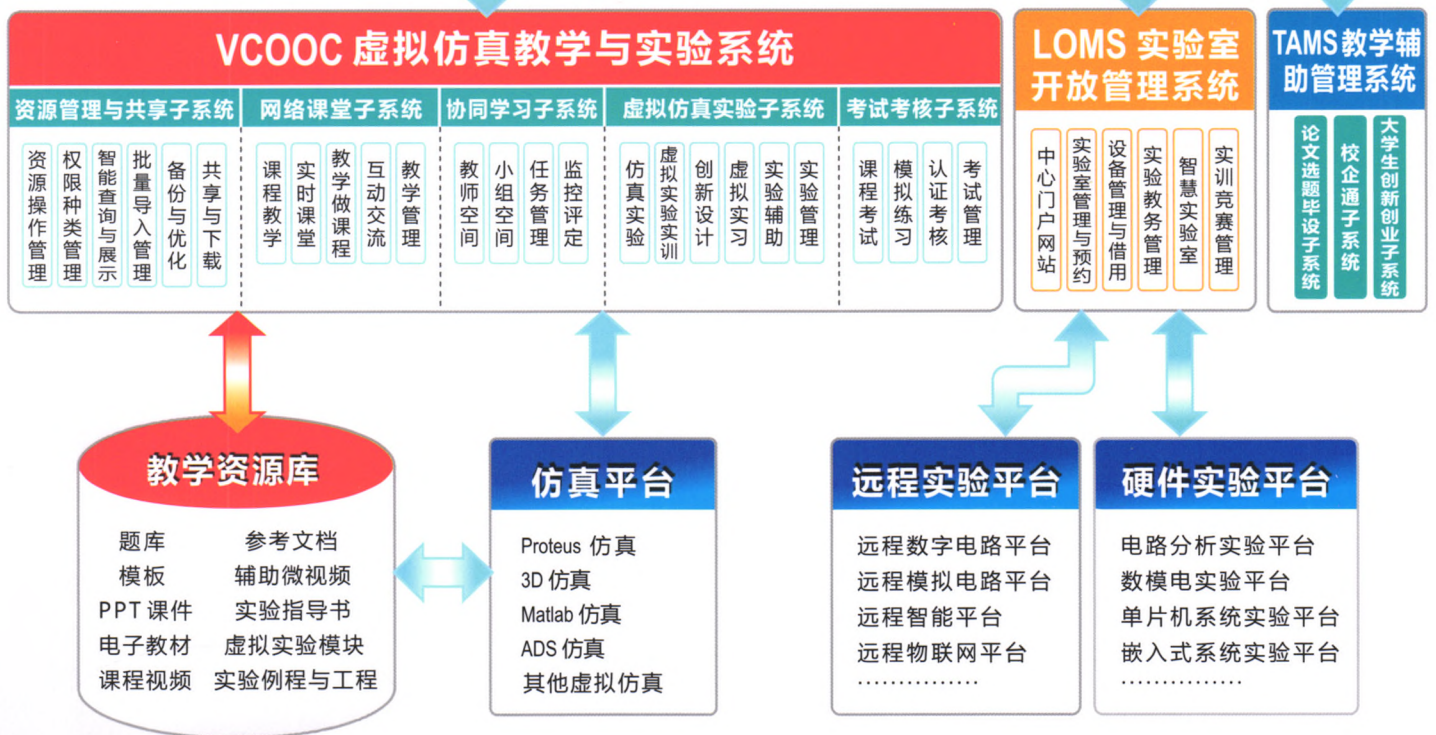 VCOOC 虚拟仿真教学与实验系统
资源管理与共享子系统
资源操作管理
权限种类管理
智能查询与展示
批量导入管理
备份与优化
共享与下载
网络课堂子系统
课程教学
实时课堂
教学做课程
互动交流
教学管理
协同学习子系统
教师空间
小组空间
任务管理
监控评定
虚拟仿真实验子系统
仿真实验
虚拟实验实训
创新设计
虚拟实习
实验辅助
实验管理
考试考核子系统
课程考试
模拟练习
认证考核
考试管理
LOMS 实验室
开放管理系统
中心门户网站
实验室管理与预约
设备管理与借用
实验教务管理
智慧实验室
实训竞赛管理
TAMS 教学辅
助管理系统
论文选题毕设子系统
校企通子系统
大学生创新创业子系统
教学资源库
题库 参考文档
模板 辅助微视频
PPT 课件 实验指导书
电子教材 虚拟实验模块
课程视频 实验例程与工程
仿真平台
Proteus 仿真
3D 仿真
Matlab 仿真
ADS 仿真
其他虚拟仿真
远程实验平台
远程数字电路平台
远程模拟电路平台
远程智能平台
远程物联网平台
···············
硬件实验平台
电路分析实验平台
数模电实验平台
单片机系统实验平台
嵌入式系统实验平台
···············